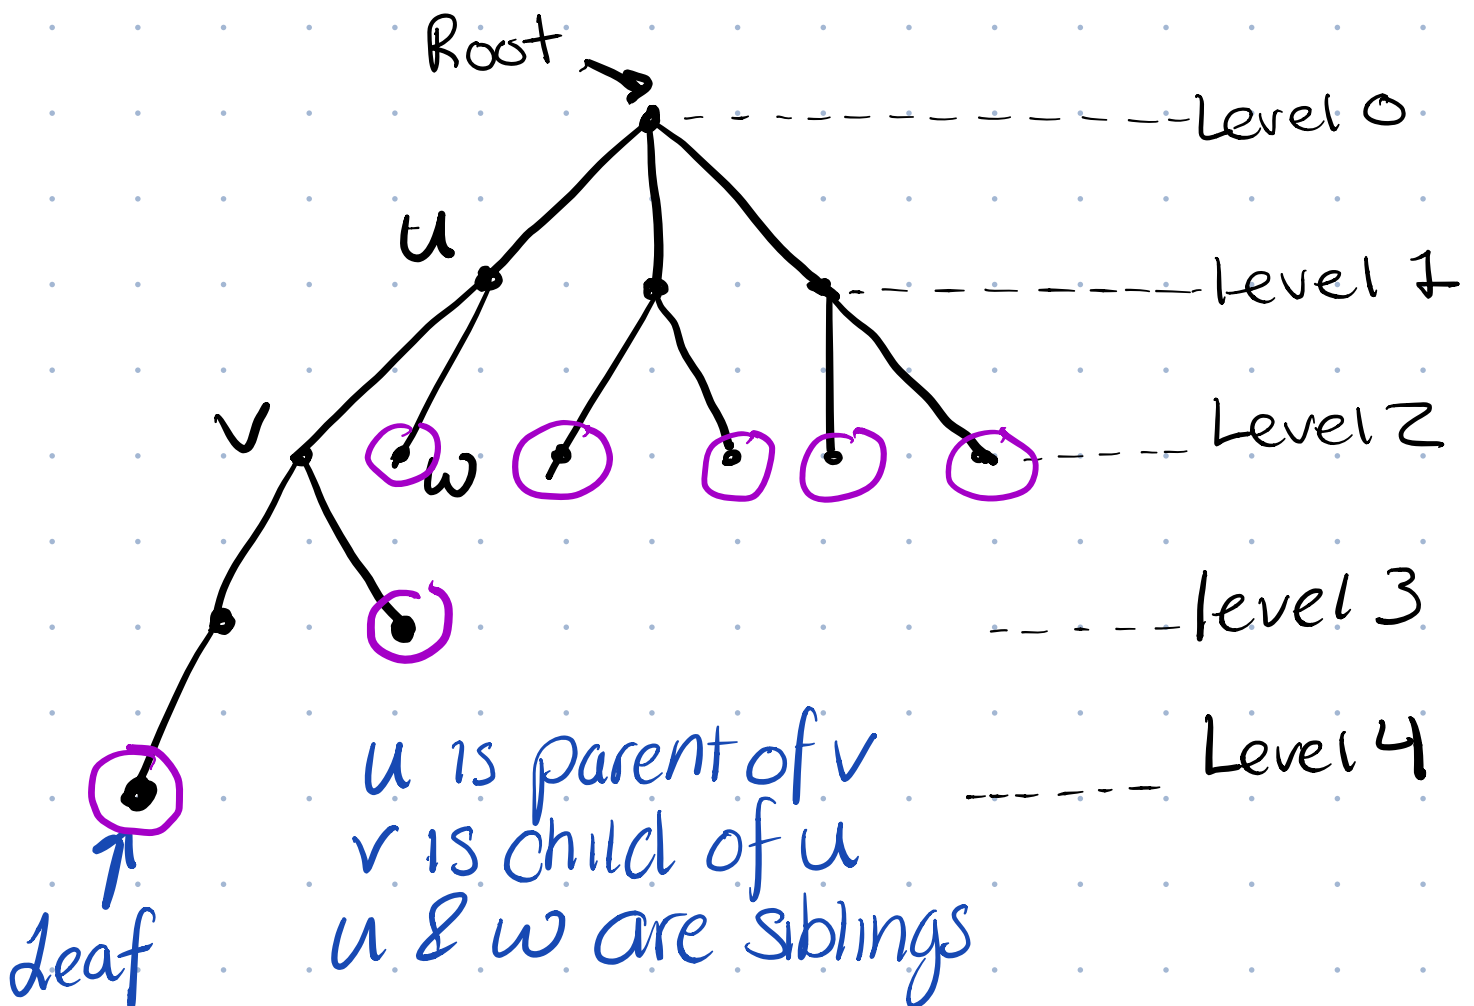 Root
Level 0
u
Level 1
v
w
Level 2
level 3
Level 4
u is parent of v
v is child of u
u & w are siblings
Leaf